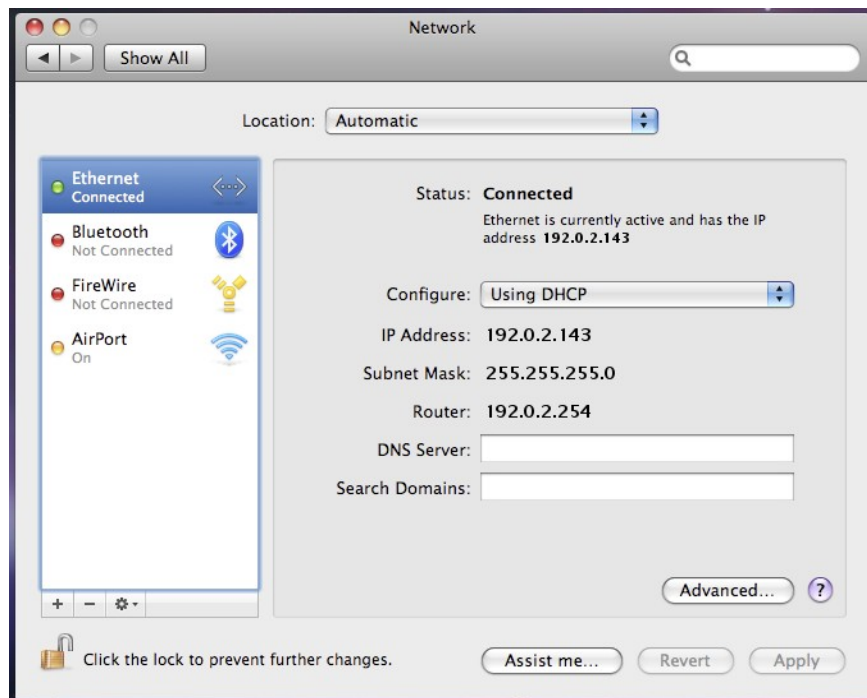 Network
Show All
Location: Automatic
Ethernet
Connected
Bluetooth
Not Connected
FireWire
Not Connected
AirPort
On
Status: Connected
Ethernet is currently active and has the IP
address 192.0.2.143
Configure: Using DHCP
IP Address: 192.0.2.143
Subnet Mask: 255.255.255.0
Router: 192.0.2.254
DNS Server:
Search Domains:
Advanced... ?
Click the lock to prevent further changes.
Assist me... Revert Apply